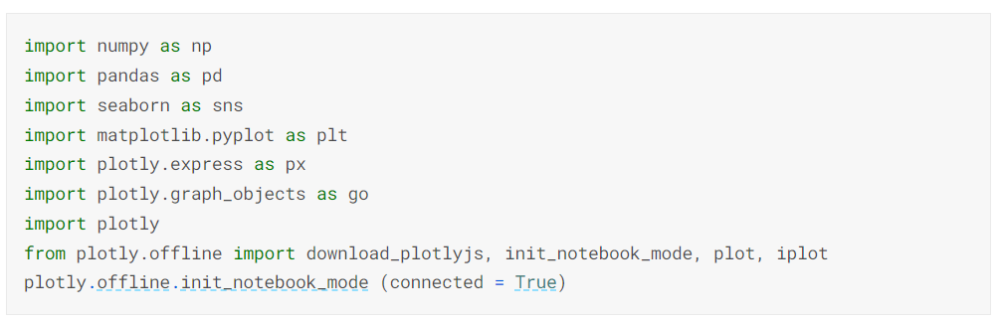 import numpy as np
import pandas as pd
import seaborn as sns
import matplotlib.pyplot as plt
import plotly.express as px
import plotly.graph_objects as go
import plotly
from plotly.offline import download_plotlyjs, init_notebook_mode, plot, iplot
plotly.offline.init_notebook_mode (connected = True)